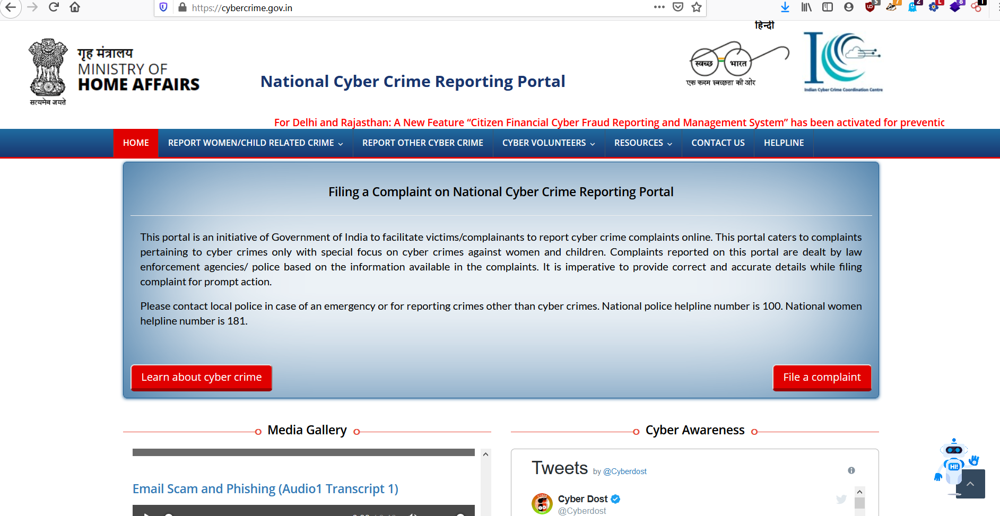 https://cybercrime.gov.in
5 7 2 L 8 1
हिन्दी
गृह मंत्रालय
MINISTRY OF
HOME AFFAIRS
सत्यमेव जयते
National Cyber Crime Reporting Portal
स्वच्छ भारत
एक कदम स्वच्छता की ओर
Indian Cyber Crime Coordination Centre
For Delhi and Rajasthan: A New Feature “Citizen Financial Cyber Fraud Reporting and Management System” has been activated for preventic
HOME REPORT WOMEN/CHILD RELATED CRIME REPORT OTHER CYBER CRIME CYBER VOLUNTEERS RESOURCES CONTACT US HELPLINE
Filing a Complaint on National Cyber Crime Reporting Portal
This portal is an initiative of Government of India to facilitate victims/complainants to report cyber crime complaints online. This portal caters to complaints
pertaining to cyber crimes only with special focus on cyber crimes against women and children. Complaints reported on this portal are dealt by law
enforcement agencies/ police based on the information available in the complaints. It is imperative to provide correct and accurate details while filing
complaint for prompt action.
Please contact local police in case of an emergency or for reporting crimes other than cyber crimes. National police helpline number is 100. National women
helpline number is 181.
Learn about cyber crime File a complaint
Media Gallery Cyber Awareness
Tweets by @Cyberdost
HI!
Email Scam and Phishing (Audio1 Transcript 1)
Cyber Dost
@Cyberdost